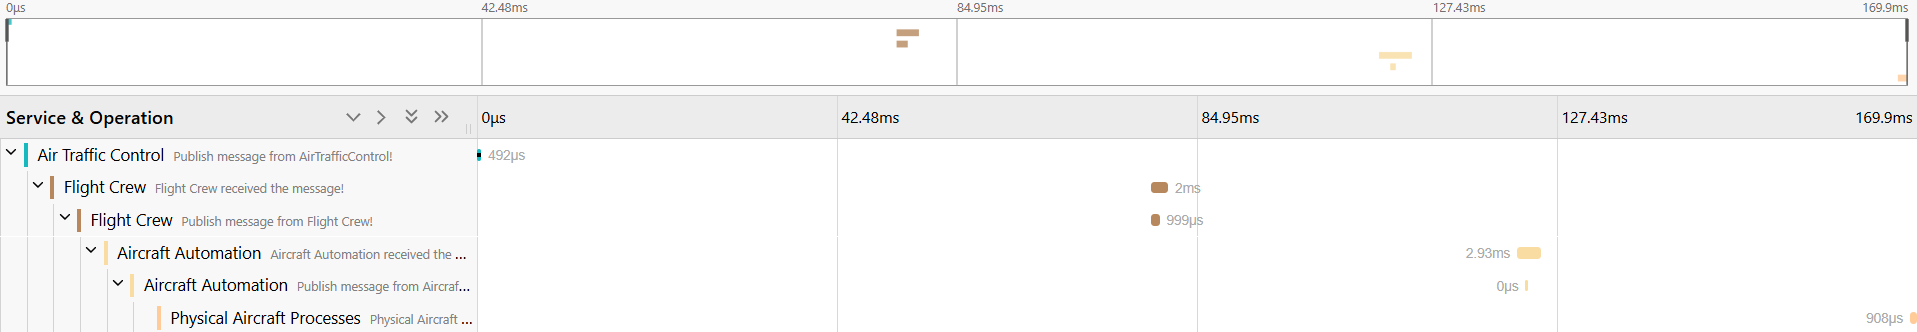 0μs 42.48ms 84.95ms 127.43ms 169.9ms
Service & Operation 0μs 42.48ms 84.95ms 127.43ms 169.9ms
Air Traffic Control Publish message from AirTrafficControl! 492μs
Flight Crew Flight Crew received the message! 2ms
Flight Crew Publish message from Flight Crew! 999μs
Aircraft Automation Aircraft Automation received the ... 2.93ms
Aircraft Automation Publish message from Aircraf... 0μs
Physical Aircraft Processes Physical Aircraft ... 908μs